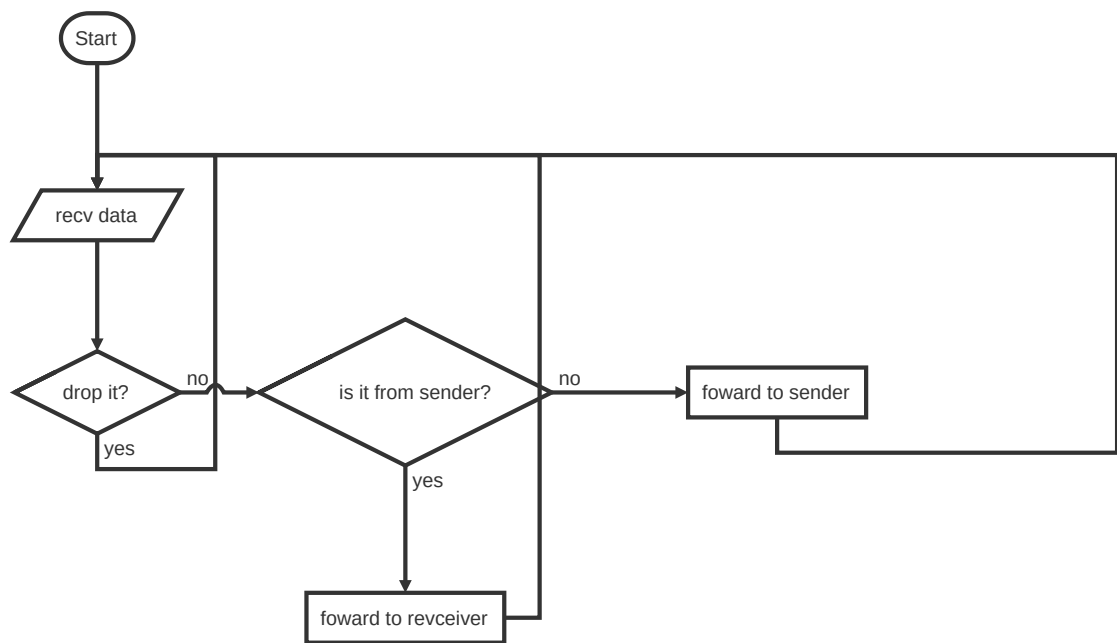 Start
recv data
drop it?
no
is it from sender?
no
foward to sender
yes
yes
foward to revceiver